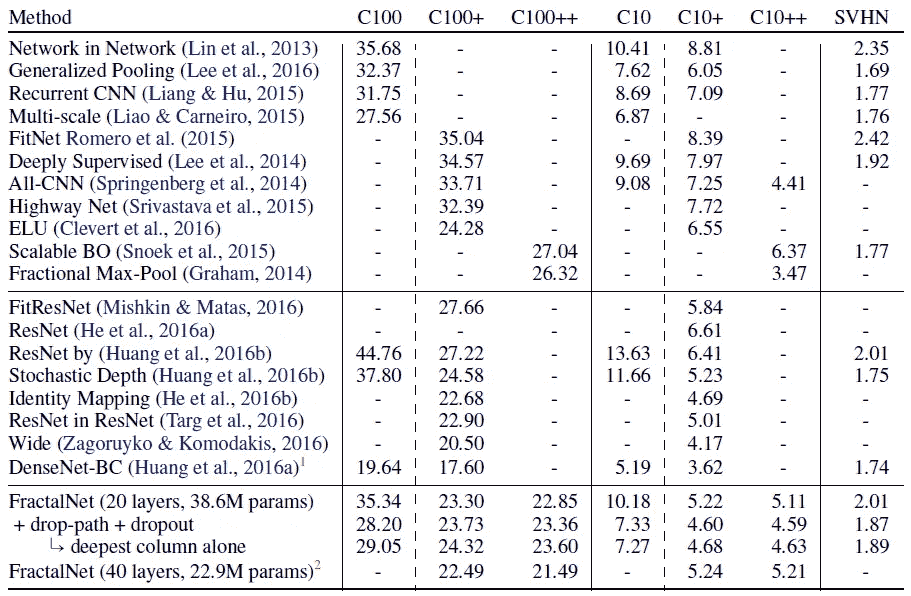 Method C100 C100+ C100++ C10 C10+ C10++ SVHN
Network in Network (Lin et al., 2013) 35.68 - - 10.41 8.81 - 2.35
Generalized Pooling (Lee et al., 2016) 32.37 - - 7.62 6.05 - 1.69
Recurrent CNN (Liang & Hu, 2015) 31.75 - - 8.69 7.09 - 1.77
Multi-scale (Liao & Carneiro, 2015) 27.56 - - 6.87 - - 1.76
FitNet Romero et al. (2015) - 35.04 - - 8.39 - 2.42
Deeply Supervised (Lee et al., 2014) - 34.57 - 9.69 7.97 - 1.92
All-CNN (Springenberg et al., 2014) - 33.71 - 9.08 7.25 4.41 -
Highway Net (Srivastava et al., 2015) - 32.39 - - 7.72 - -
ELU (Clevert et al., 2016) - 24.28 - - 6.55 - -
Scalable BO (Snoek et al., 2015) - - 27.04 - - 6.37 1.77
Fractional Max-Pool (Graham, 2014) - - 26.32 - - 3.47 -
FitResNet (Mishkin & Matas, 2016) - 27.66 - - 5.84 - -
ResNet (He et al., 2016a) - - - - 6.61 - -
ResNet by (Huang et al., 2016b) 44.76 27.22 - 13.63 6.41 - 2.01
Stochastic Depth (Huang et al., 2016b) 37.80 24.58 - 11.66 5.23 - 1.75
Identity Mapping (He et al., 2016b) - 22.68 - - 4.69 - -
ResNet in ResNet (Targ et al., 2016) - 22.90 - - 5.01 - -
Wide (Zagoruyko & Komodakis, 2016) - 20.50 - - 4.17 - -
DenseNet-BC (Huang et al., 2016a)¹ 19.64 17.60 - 5.19 3.62 - 1.74
FractalNet (20 layers, 38.6M params) 35.34 23.30 22.85 10.18 5.22 5.11 2.01
+ drop-path + dropout 28.20 23.73 23.36 7.33 4.60 4.59 1.87
↳ deepest column alone 29.05 24.32 23.60 7.27 4.68 4.63 1.89
FractalNet (40 layers, 22.9M params)² - 22.49 21.49 - 5.24 5.21 -